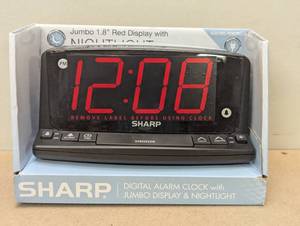 Jumbo 1.8" Red Display with
NIGHTLIGHT
PM
12:08
REMOVE LABEL BEFORE USING CLOCK
SHARP
SHARP
DIGITAL ALARM CLOCK with
JUMBO DISPLAY & NIGHTLIGHT